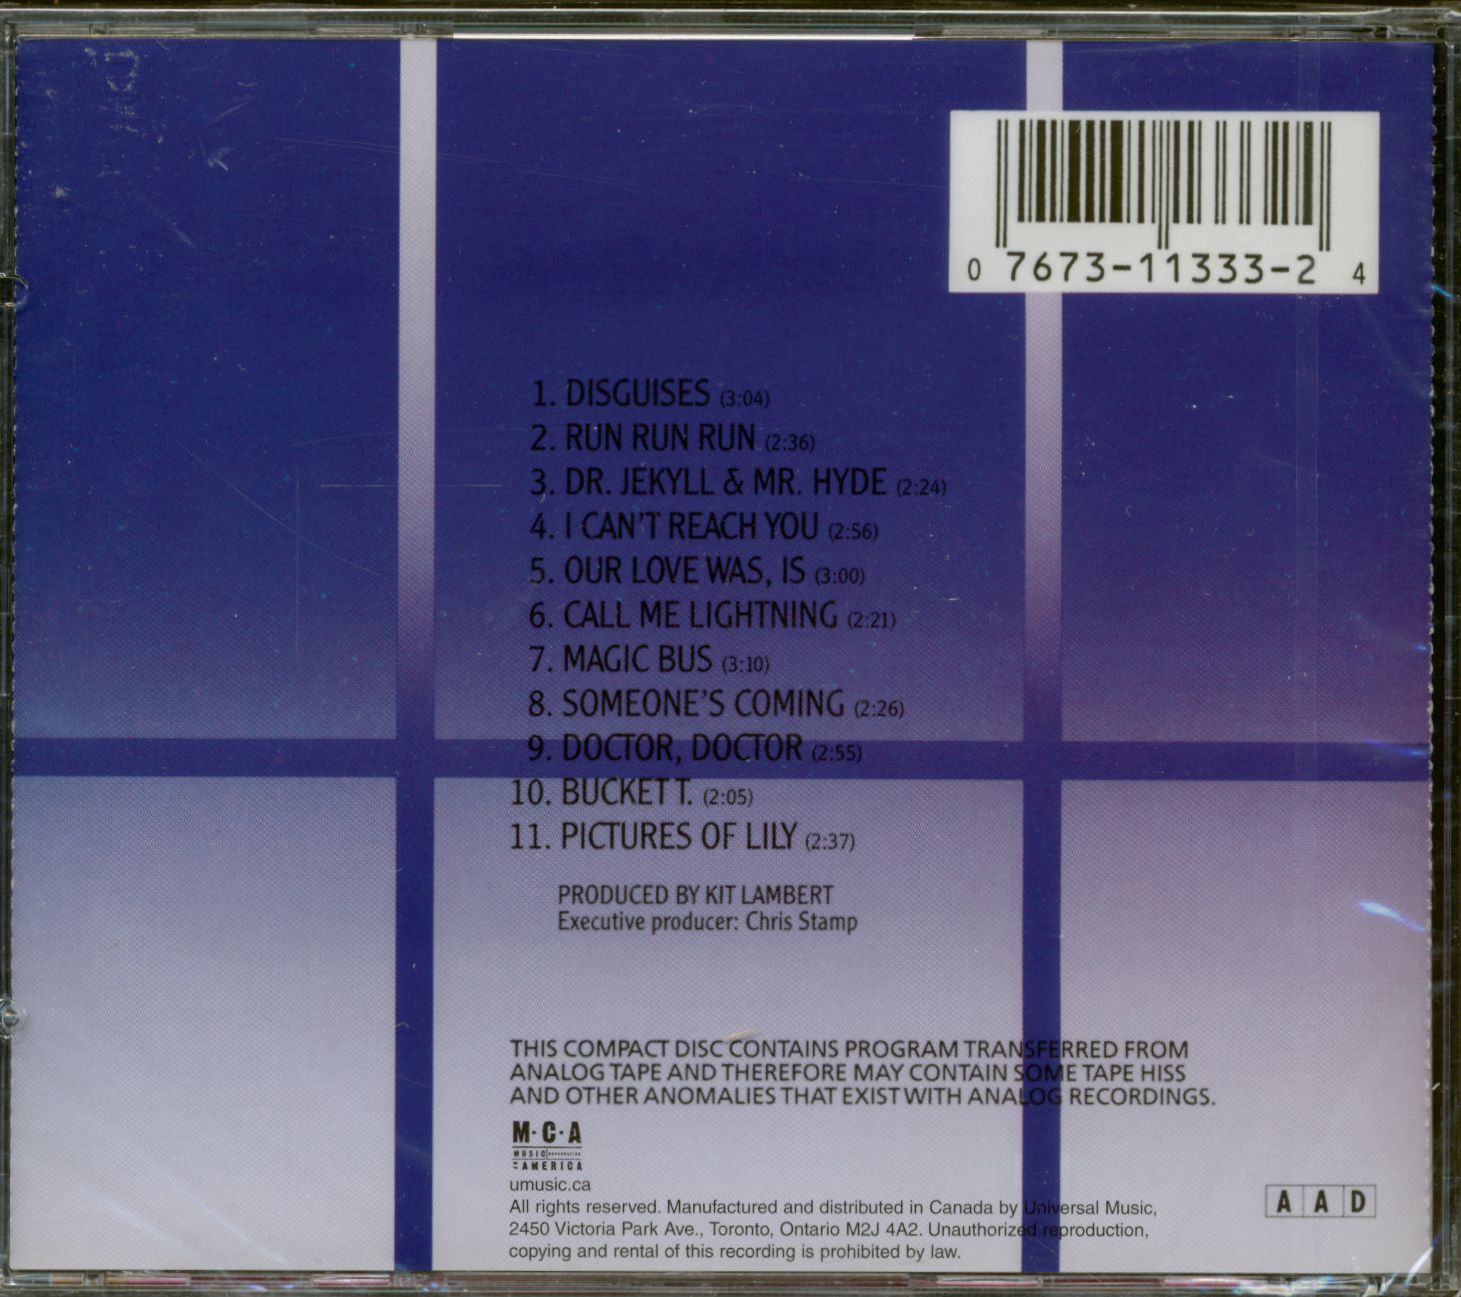 0 7673-11333-2 4
1. DISGUISES (3:04)
2. RUN RUN RUN (2:36)
3. DR. JEKYLL & MR. HYDE (2:24)
4. I CAN'T REACH YOU (2:56)
5. OUR LOVE WAS, IS (3:00)
6. CALL ME LIGHTNING (2:21)
7. MAGIC BUS (3:10)
8. SOMEONE'S COMING (2:26)
9. DOCTOR, DOCTOR (2:55)
10. BUCKET T. (2:05)
11. PICTURES OF LILY (2:37)
PRODUCED BY KIT LAMBERT
Executive producer: Chris Stamp
THIS COMPACT DISC CONTAINS PROGRAM TRANSFERRED FROM
ANALOG TAPE AND THEREFORE MAY CONTAIN SOME TAPE HISS
AND OTHER ANOMALIES THAT EXIST WITH ANALOG RECORDINGS.
M·C·A
MUSIC
AMERICA
umusic.ca
All rights reserved. Manufactured and distributed in Canada by Universal Music,
2450 Victoria Park Ave., Toronto, Ontario M2J 4A2. Unauthorized reproduction,
copying and rental of this recording is prohibited by law.
A A D